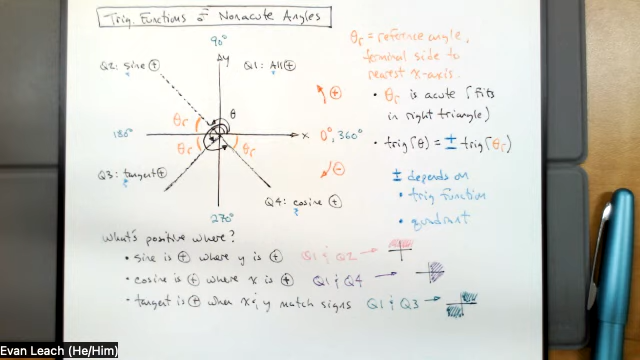 Trig. Functions of Nonacute Angles
90°
y
Q2: sine ⊕
Q1: All ⊕
θr
θ
180°
x
0°, 360°
⊕
θr
θr
⊖
Q3: tangent ⊕
Q4: cosine ⊕
270°
θr = reference angle,
terminal side to
nearest x-axis.
• θr is acute (fits
in right triangle)
• trig(θ) = ± trig(θr)
± depends on
• trig function
• quadrant
What's positive where?
• sine is ⊕ where y is ⊕ Q1 & Q2 →
• cosine is ⊕ where x is ⊕ Q1 & Q4 →
• tangent is ⊕ when x & y match signs Q1 & Q3 →
Evan Leach (He/Him)